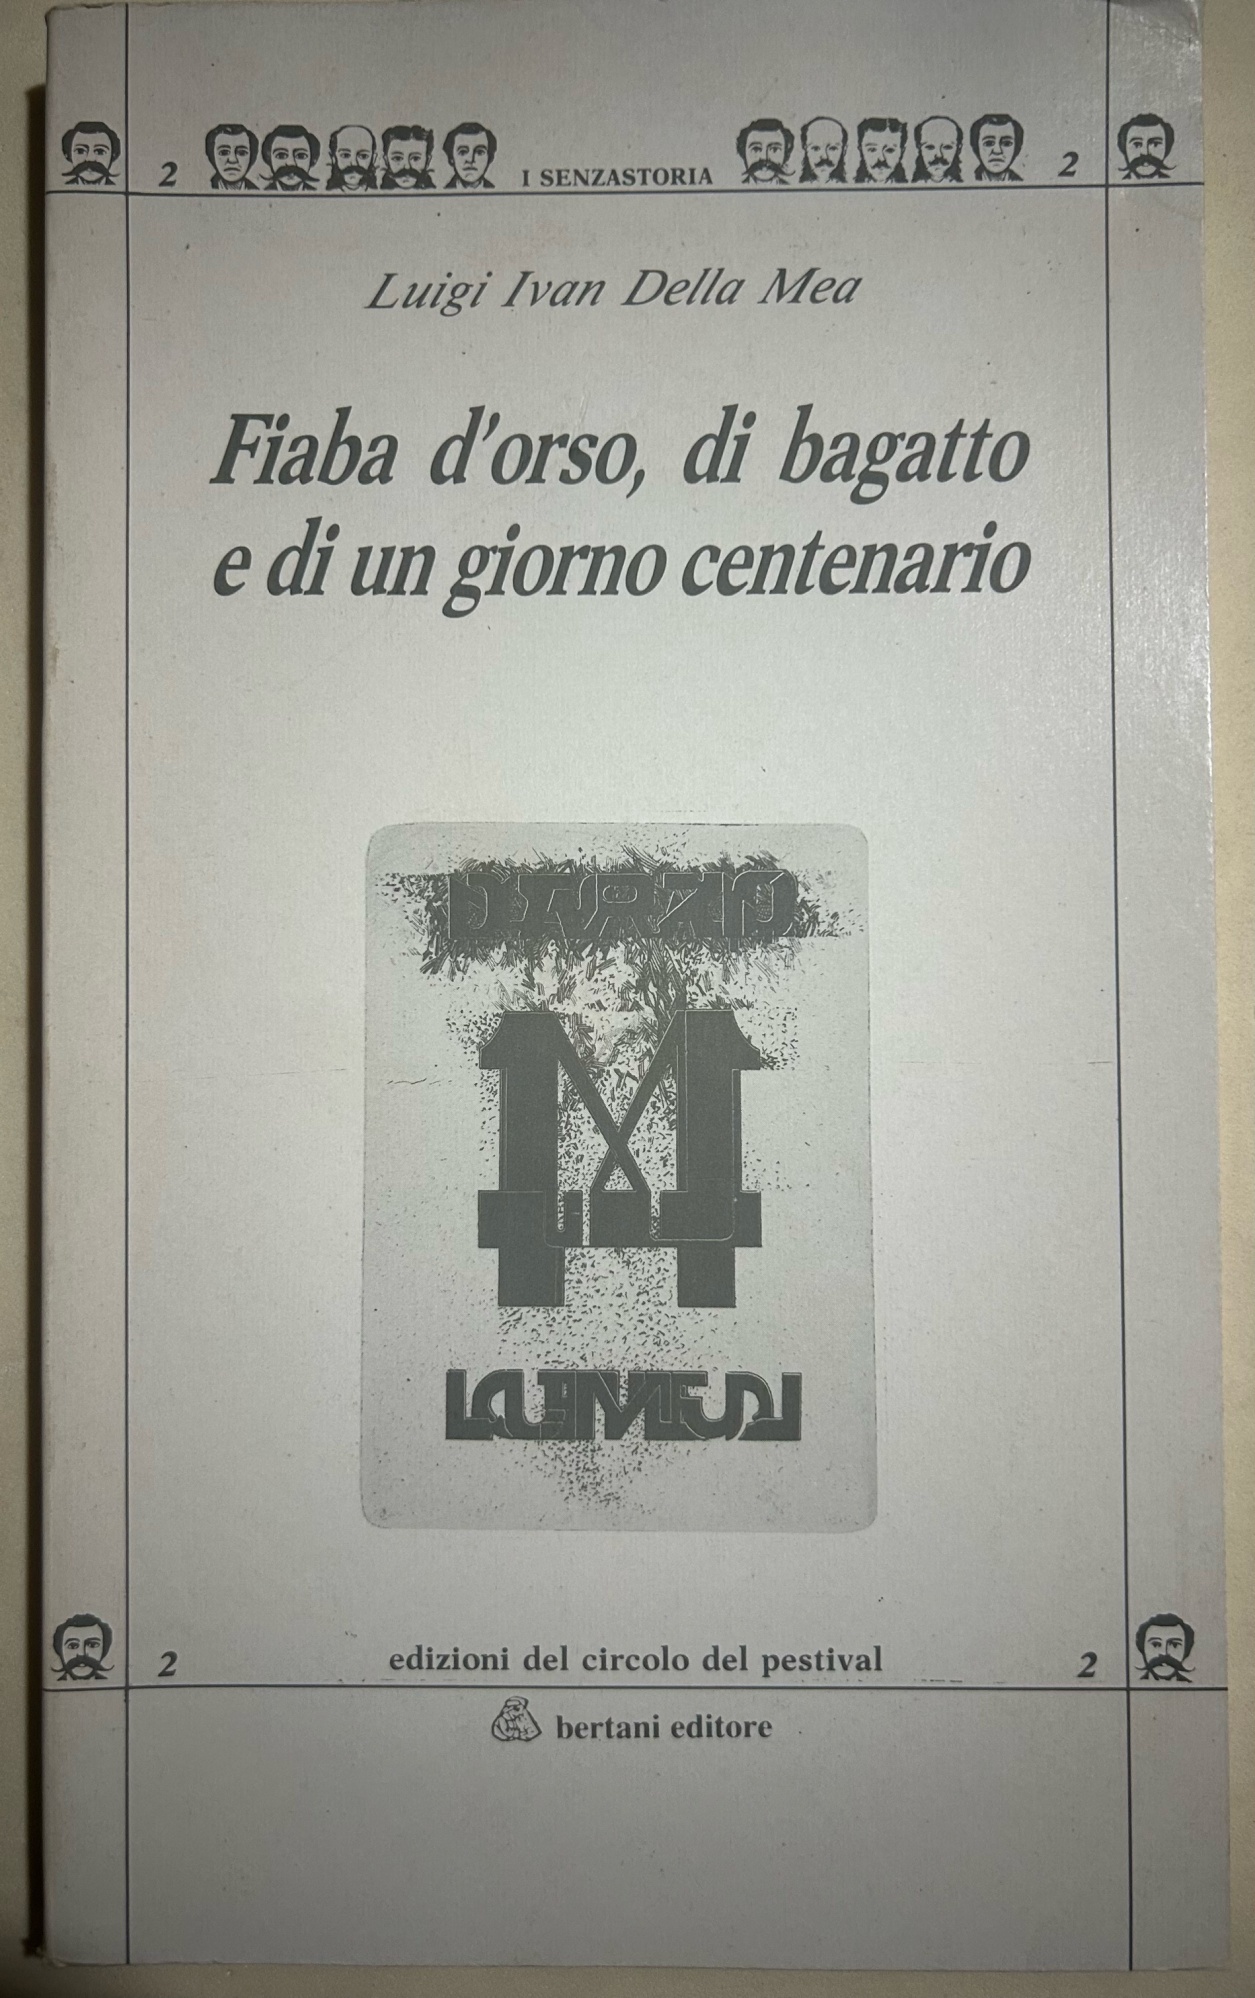 2 I SENZASTORIA 2
Luigi Ivan Della Mea
Fiaba d'orso, di bagatto
e di un giorno centenario
2 edizioni del circolo del pestival 2
bertani editore